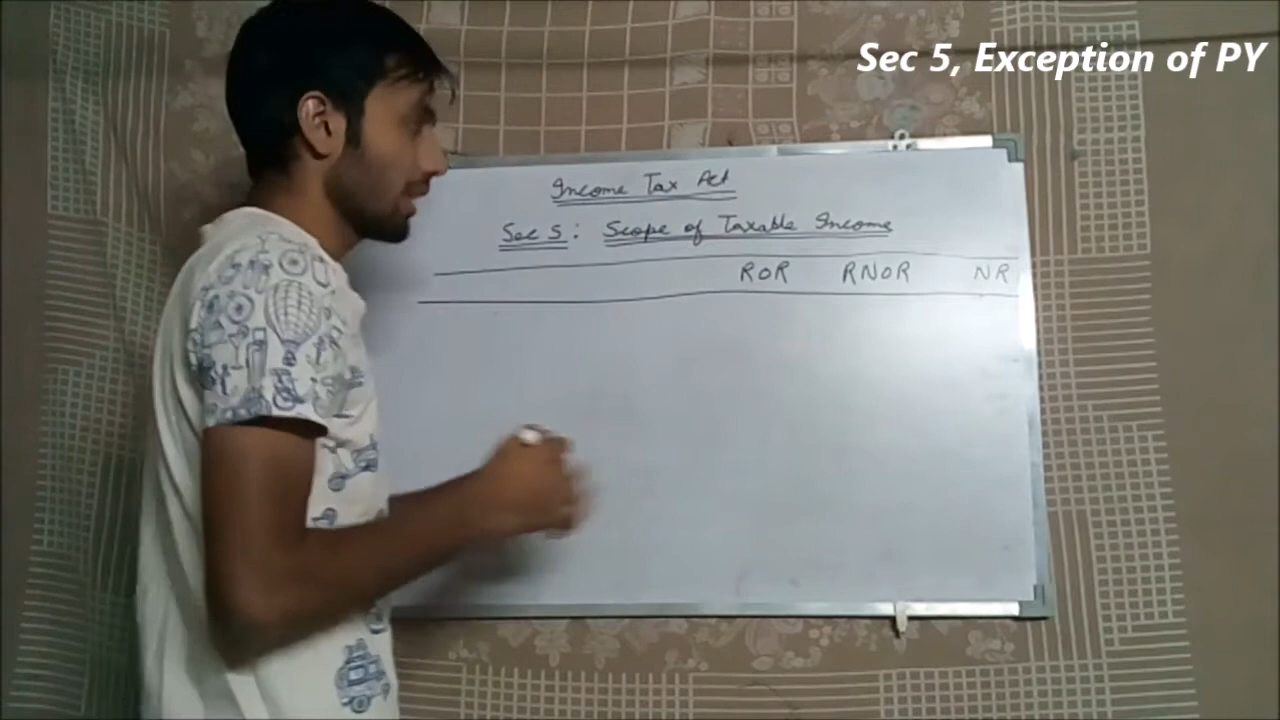 Sec 5, Exception of PY
Income Tax Act
Sec 5: Scope of Taxable Income
ROR RNOR NR